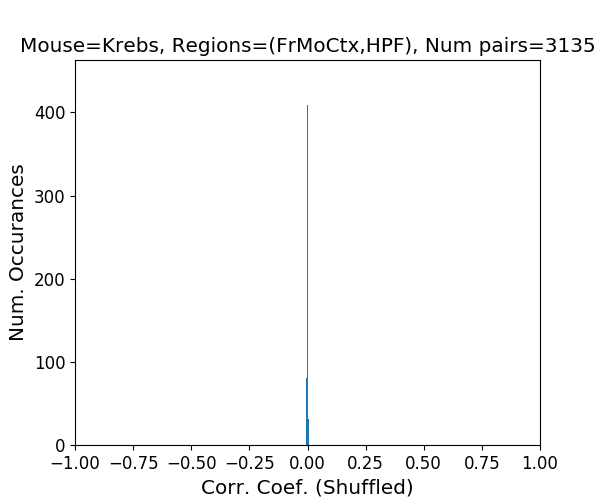 Mouse=Krebs, Regions=(FrMoCtx,HPF), Num pairs=3135
400
300
200
100
0
Num. Occurances
−1.00 −0.75 −0.50 −0.25 0.00 0.25 0.50 0.75 1.00
Corr. Coef. (Shuffled)